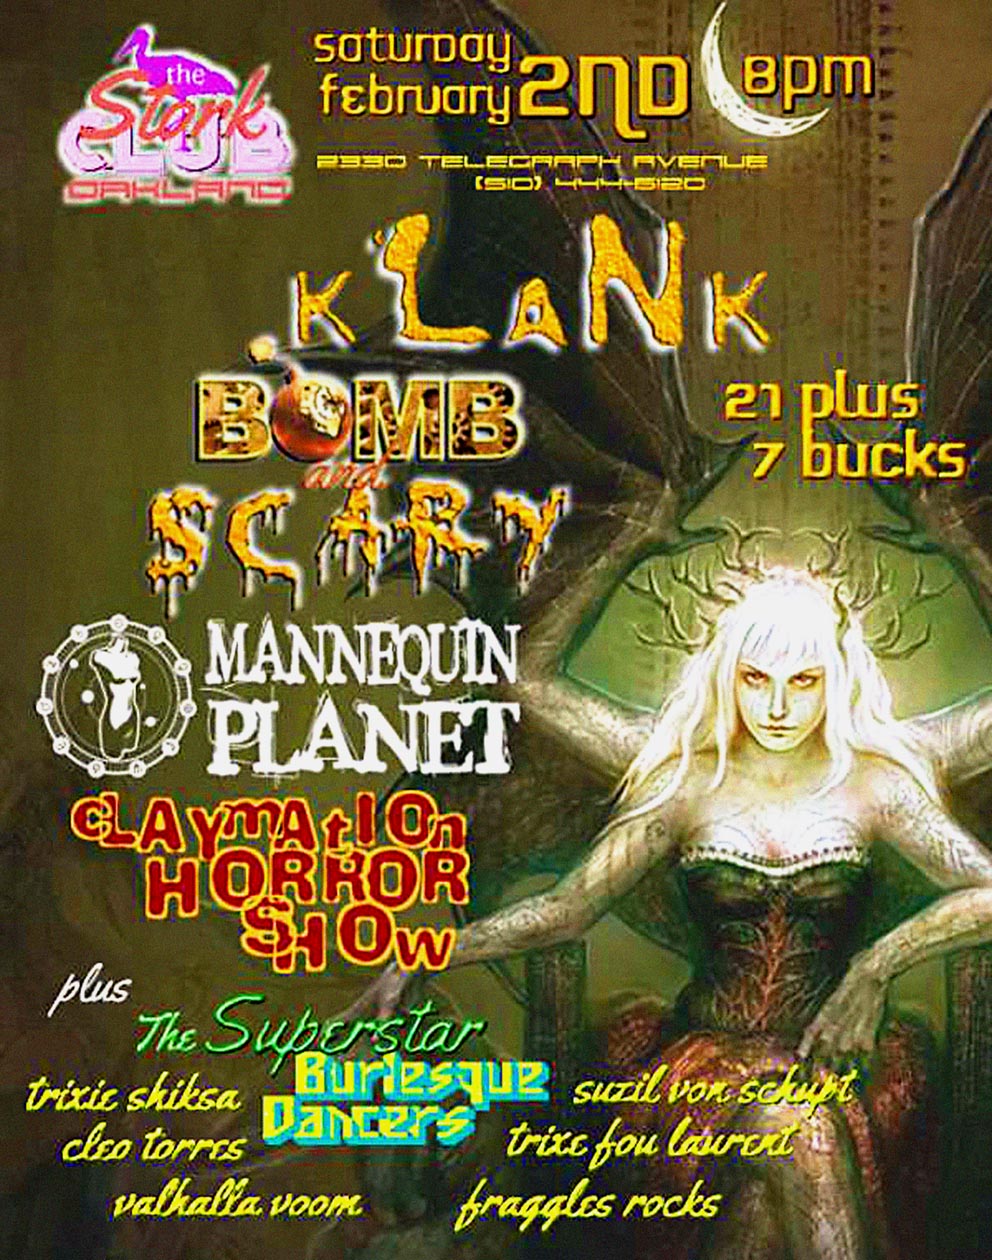 the
Stork
CLUB
OAKLAND
saturday
february 2ND 8pm
2330 TELEGRAPH AVENUE
(510) 444-6120
KLaNK
BOMB
and
SCARY
21 plus
7 bucks
MANNEQUIN
PLANET
CLAYmAtIOn
HORROR
SHOw
plus
The Superstar
Burlesque
Dancers
trixie shiksa
cleo torres
valhalla voom
suzil von schupt
trixe fou laurent
fraggles rocks